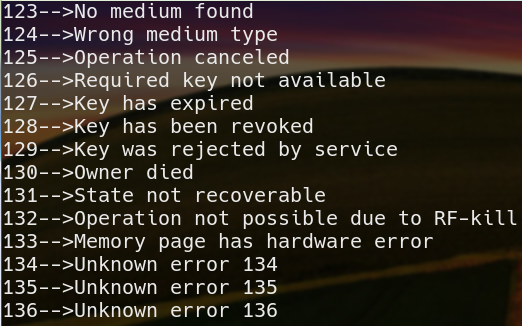 123-->No medium found
124-->Wrong medium type
125-->Operation canceled
126-->Required key not available
127-->Key has expired
128-->Key has been revoked
129-->Key was rejected by service
130-->Owner died
131-->State not recoverable
132-->Operation not possible due to RF-kill
133-->Memory page has hardware error
134-->Unknown error 134
135-->Unknown error 135
136-->Unknown error 136